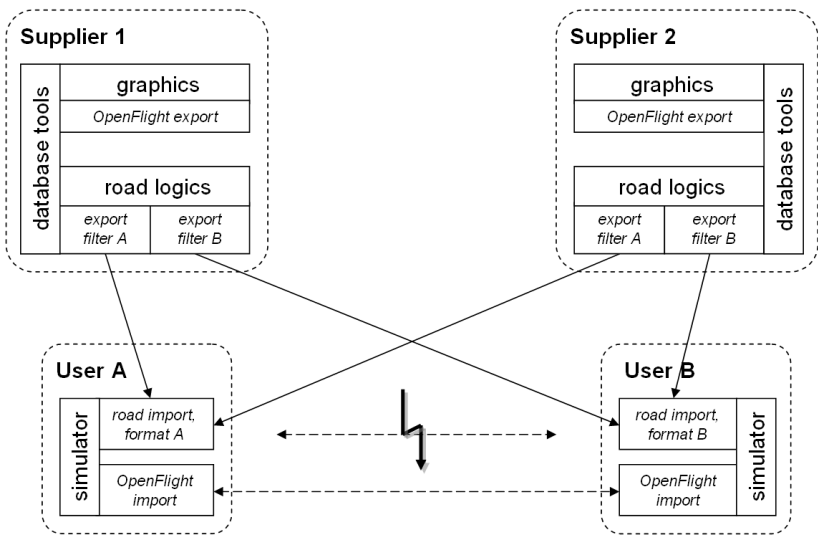 Supplier 1
database tools
graphics
OpenFlight export
road logics
export
filter A
export
filter B
Supplier 2
graphics
OpenFlight export
road logics
export
filter A
export
filter B
database tools
User A
simulator
road import,
format A
OpenFlight
import
User B
road import,
format B
OpenFlight
import
simulator